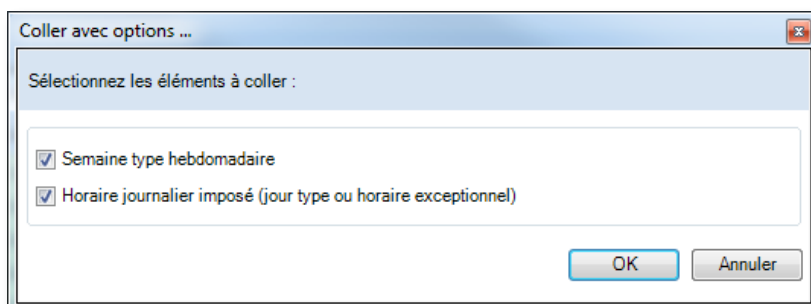 Coller avec options ...
Sélectionnez les éléments à coller :
Semaine type hebdomadaire
Horaire journalier imposé (jour type ou horaire exceptionnel)
OK Annuler